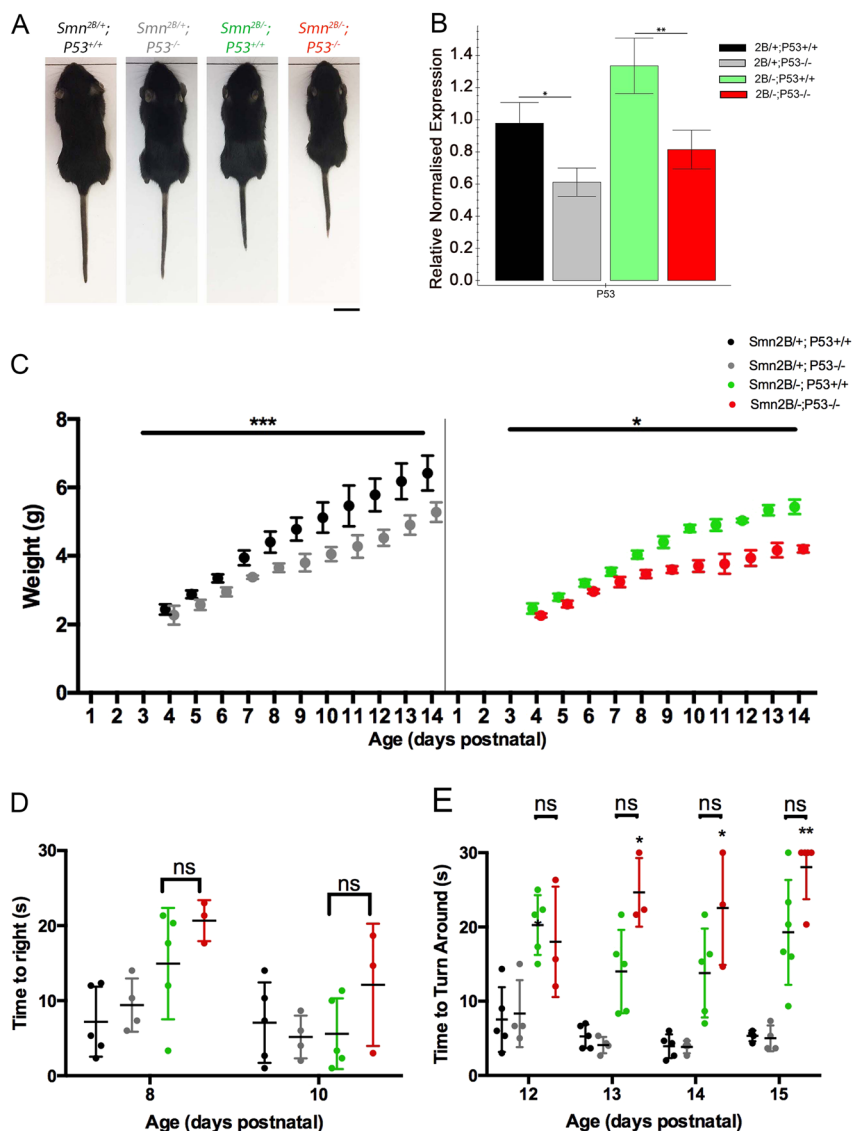 A
Smn2B/+; P53+/+
Smn2B/+; P53-/-
Smn2B/-; P53+/+
Smn2B/-; P53-/-
B
Relative Normalised Expression
1.4
1.2
1.0
0.8
0.6
0.4
0.2
0.0
*
**
P53
2B/+;P53+/+
2B/+;P53-/-
2B/-;P53+/+
2B/-;P53-/-
C
Smn2B/+; P53+/+
Smn2B/+; P53-/-
Smn2B/-; P53+/+
Smn2B/-;P53-/-
Weight (g)
8
6
4
2
0
***
*
1 2 3 4 5 6 7 8 9 10 11 12 13 14 1 2 3 4 5 6 7 8 9 10 11 12 13 14
Age (days postnatal)
D
Time to right (s)
30
20
10
0
ns
ns
8 10
Age (days postnatal)
E
Time to Turn Around (s)
30
20
10
0
ns ns ns ns
* * * **
12 13 14 15
Age (days postnatal)